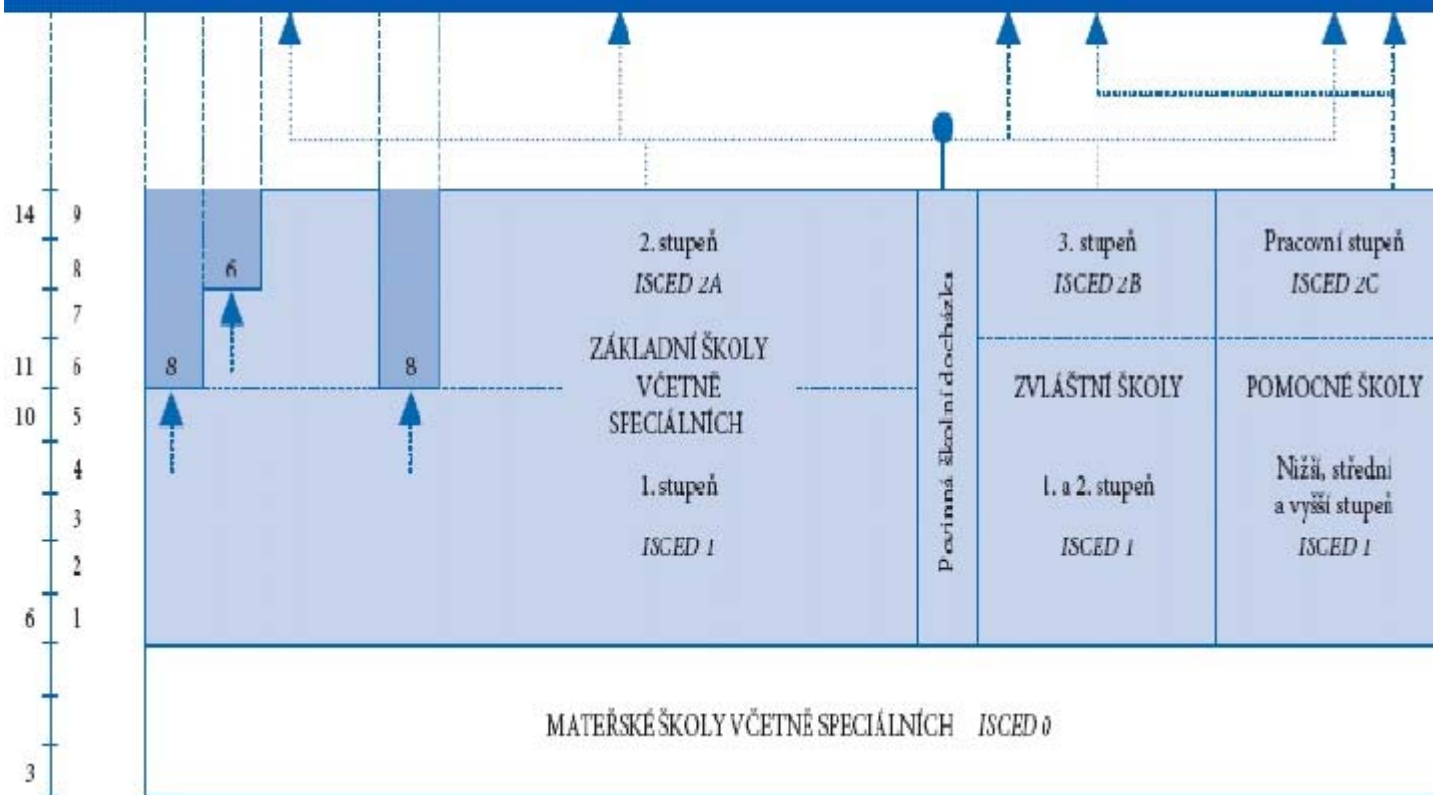 14
9
8
7
11
6
10
5
4
3
2
6
1
3
6
8
8
2. stupeň
ISCED 2A
ZÁKLADNÍ ŠKOLY
VČETNĚ
SPECIÁLNÍCH
1. stupeň
ISCED 1
Povinná školní docházka
3. stupeň
ISCED 2B
ZVLÁŠTNÍ ŠKOLY
1. a 2. stupeň
ISCED 1
Pracovní stupeň
ISCED 2C
POMOCNÉ ŠKOLY
Nižší, střední
a vyšší stupeň
ISCED 1
MATEŘSKÉ ŠKOLY VČETNĚ SPECIÁLNÍCH ISCED 0